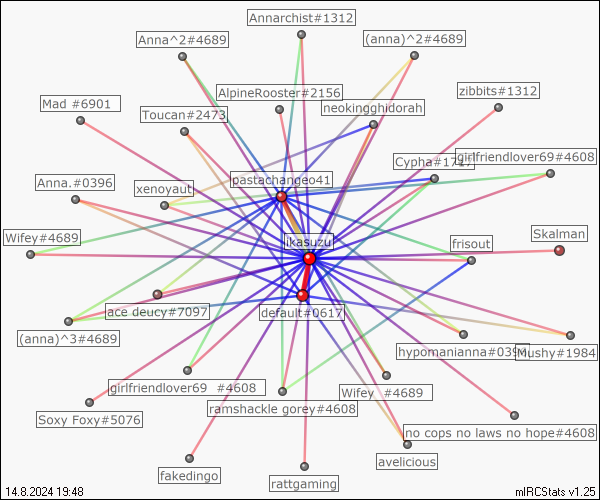 Annarchist#1312
Anna^2#4689
(anna)^2#4689
AlpineRooster#2156
zibbits#1312
Mad #6901
Toucan#2473
neokingghidorah
Cypha#1747
girlfriendlover69#4608
pastachangeo41
Anna.#0396
xenoyaut
Wifey#4689
ikasuzu
frisout
Skalman
ace deucy#7097
default#0617
(anna)^3#4689
hypomanianna#0396
Mushy#1984
girlfriendlover69 #4608
Wifey #4689
Soxy Foxy#5076
ramshackle gorey#4608
no cops no laws no hope#4608
avelicious
fakedingo
rattgaming
14.8.2024 19:48
mIRCStats v1.25